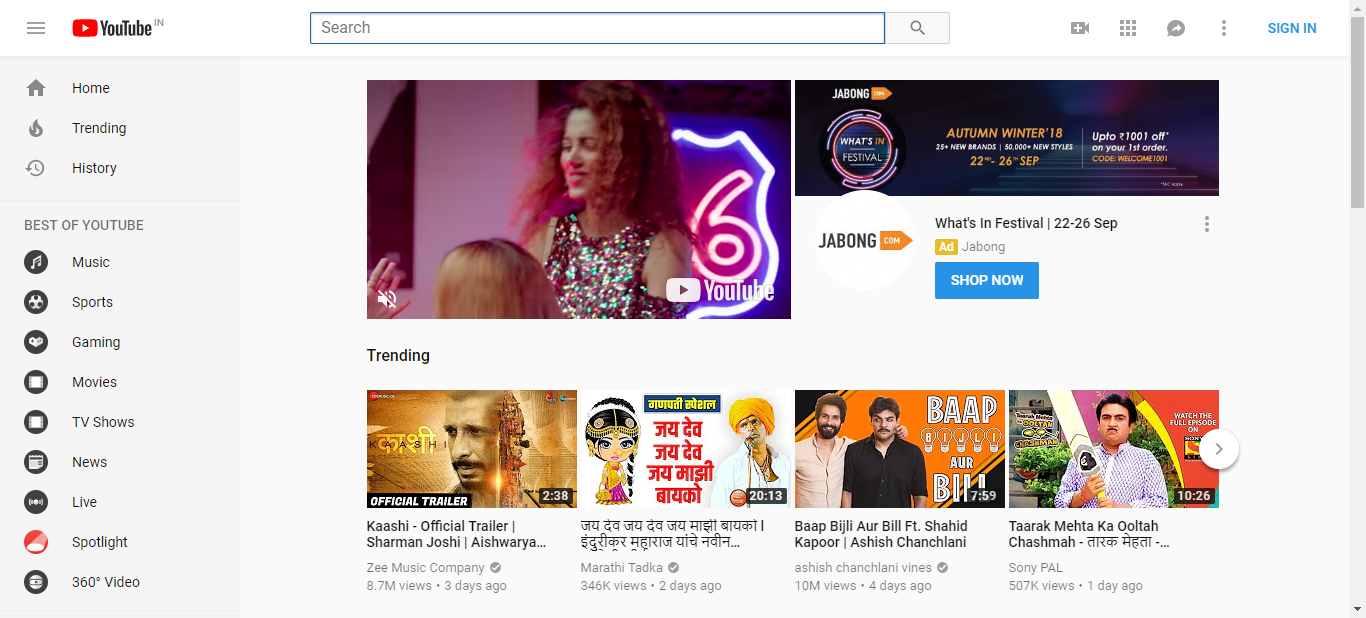 YouTube IN
Search
SIGN IN
Home
Trending
History
BEST OF YOUTUBE
Music
Sports
Gaming
Movies
TV Shows
News
Live
Spotlight
360° Video
6
YouTube
JABONG COM
WHAT'S IN
FESTIVAL
AUTUMN WINTER'18
25+ NEW BRANDS | 50,000+ NEW STYLES
22ND- 26TH SEP
Upto ₹1001 off*
on your 1st order.
CODE: WELCOME1001
*T&C Apply
JABONG COM
What's In Festival | 22-26 Sep
Ad Jabong
SHOP NOW
Trending
काशी
KAASHI
OFFICIAL TRAILER
2:38
Kaashi - Official Trailer |
Sharman Joshi | Aishwarya...
Zee Music Company
8.7M views • 3 days ago
गणपती स्पेशल
जय देव
जय देव
जय माझी
बायको
20:13
जय देव जय देव जय माझी बायको l
इंदुरीकर महाराज यांचे नवीन...
Marathi Tadka
346K views • 2 days ago
BAAP
BIJLI
AUR
BILL
7:59
Baap Bijli Aur Bill Ft. Shahid
Kapoor | Ashish Chanchlani
ashish chanchlani vines
10M views • 4 days ago
Taarak Mehta
Ka OOLTAH
CHASHMAH
WATCH THE
FULL EPISODE
ON
SONY
10:26
Taarak Mehta Ka Ooltah
Chashmah - तारक मेहता -...
Sony PAL
507K views • 1 day ago